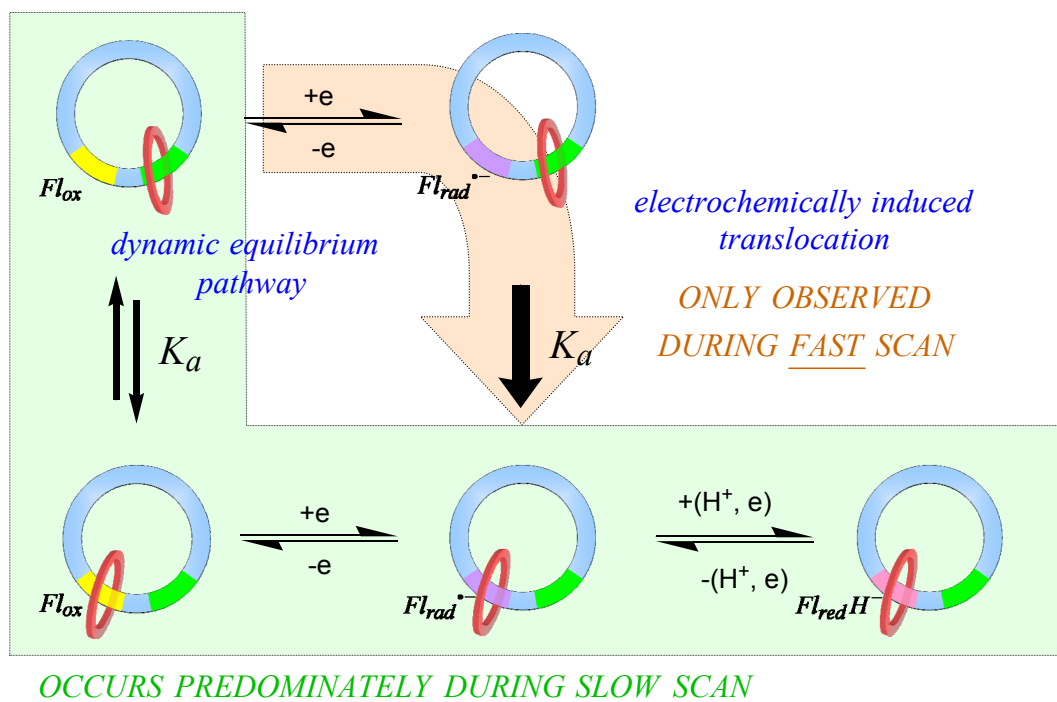 +e
-e
Fl_ox
Fl_rad^•−
electrochemically induced
translocation
dynamic equilibrium
pathway
ONLY OBSERVED
DURING FAST SCAN
K_a
K_a
+e
-e
+(H⁺, e)
-(H⁺, e)
Fl_ox
Fl_rad^•−
Fl_red H⁻
OCCURS PREDOMINATELY DURING SLOW SCAN